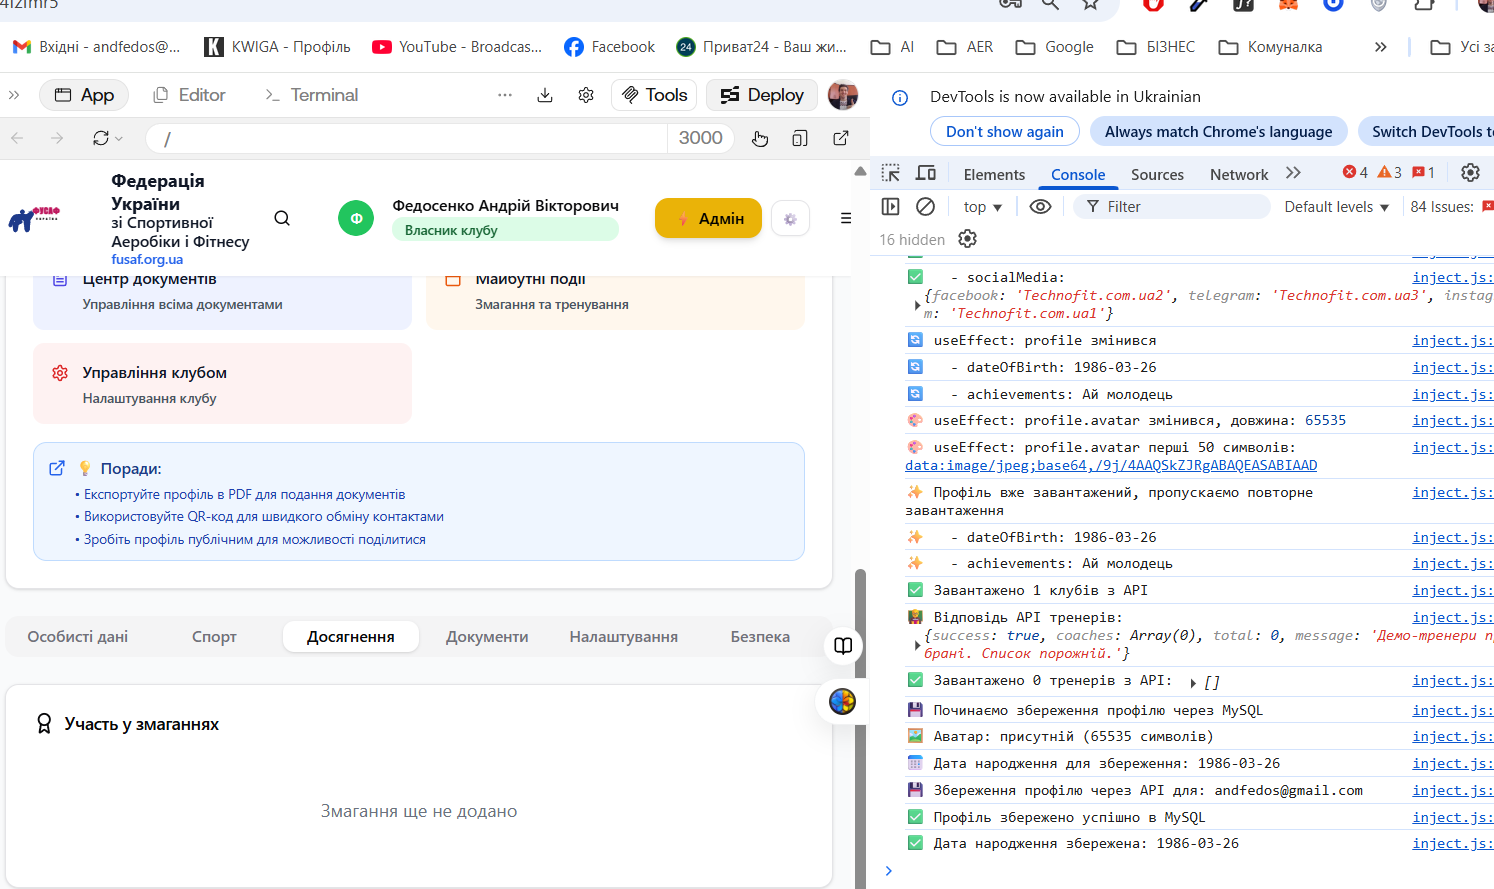 4fzfmr5
Вхідні - andfedos@...
KWIGA - Профіль
YouTube - Broadcas...
Facebook
24 Приват24 - Ваш жи...
AI
AER
Google
БІЗНЕС
Комуналка
Усі за
App
Editor
Terminal
Tools
Deploy
/
3000
DevTools is now available in Ukrainian
Don't show again
Always match Chrome's language
Switch DevTools to
Elements
Console
Sources
Network
4
3
1
top
Filter
Default levels
84 Issues:
16 hidden
ФУСАФ
УКРАЇНА
Федерація
України
зі Спортивної
Аеробіки і Фітнесу
fusaf.org.ua
Ф
Федосенко Андрій Вікторович
Власник клубу
Адмін
Центр документів
Управління всіма документами
Майбутні події
Змагання та тренування
Управління клубом
Налаштування клубу
Поради:
• Експортуйте профіль в PDF для подання документів
• Використовуйте QR-код для швидкого обміну контактами
• Зробіть профіль публічним для можливості поділитися
Особисті дані
Спорт
Досягнення
Документи
Налаштування
Безпека
Участь у змаганнях
Змагання ще не додано
- socialMedia: inject.js:
{facebook: 'Technofit.com.ua2', telegram: 'Technofit.com.ua3', instag
m: 'Technofit.com.ua1'}
useEffect: profile змінився inject.js:
- dateOfBirth: 1986-03-26 inject.js:
- achievements: Ай молодець inject.js:
useEffect: profile.avatar змінився, довжина: 65535 inject.js:
useEffect: profile.avatar перші 50 символів: inject.js:
data:image/jpeg;base64,/9j/4AAQSkZJRgABAQEASABIAAD
Профіль вже завантажений, пропускаємо повторне inject.js:
завантаження
- dateOfBirth: 1986-03-26 inject.js:
- achievements: Ай молодець inject.js:
Завантажено 1 клубів з API inject.js:
Відповідь API тренерів: inject.js:
{success: true, coaches: Array(0), total: 0, message: 'Демо-тренери п
брані. Список порожній.'}
Завантажено 0 тренерів з API: [] inject.js:
Починаємо збереження профілю через MySQL inject.js:
Аватар: присутній (65535 символів) inject.js:
Дата народження для збереження: 1986-03-26 inject.js:
Збереження профілю через API для: andfedos@gmail.com inject.js:
Профіль збережено успішно в MySQL inject.js:
Дата народження збережена: 1986-03-26 inject.js: